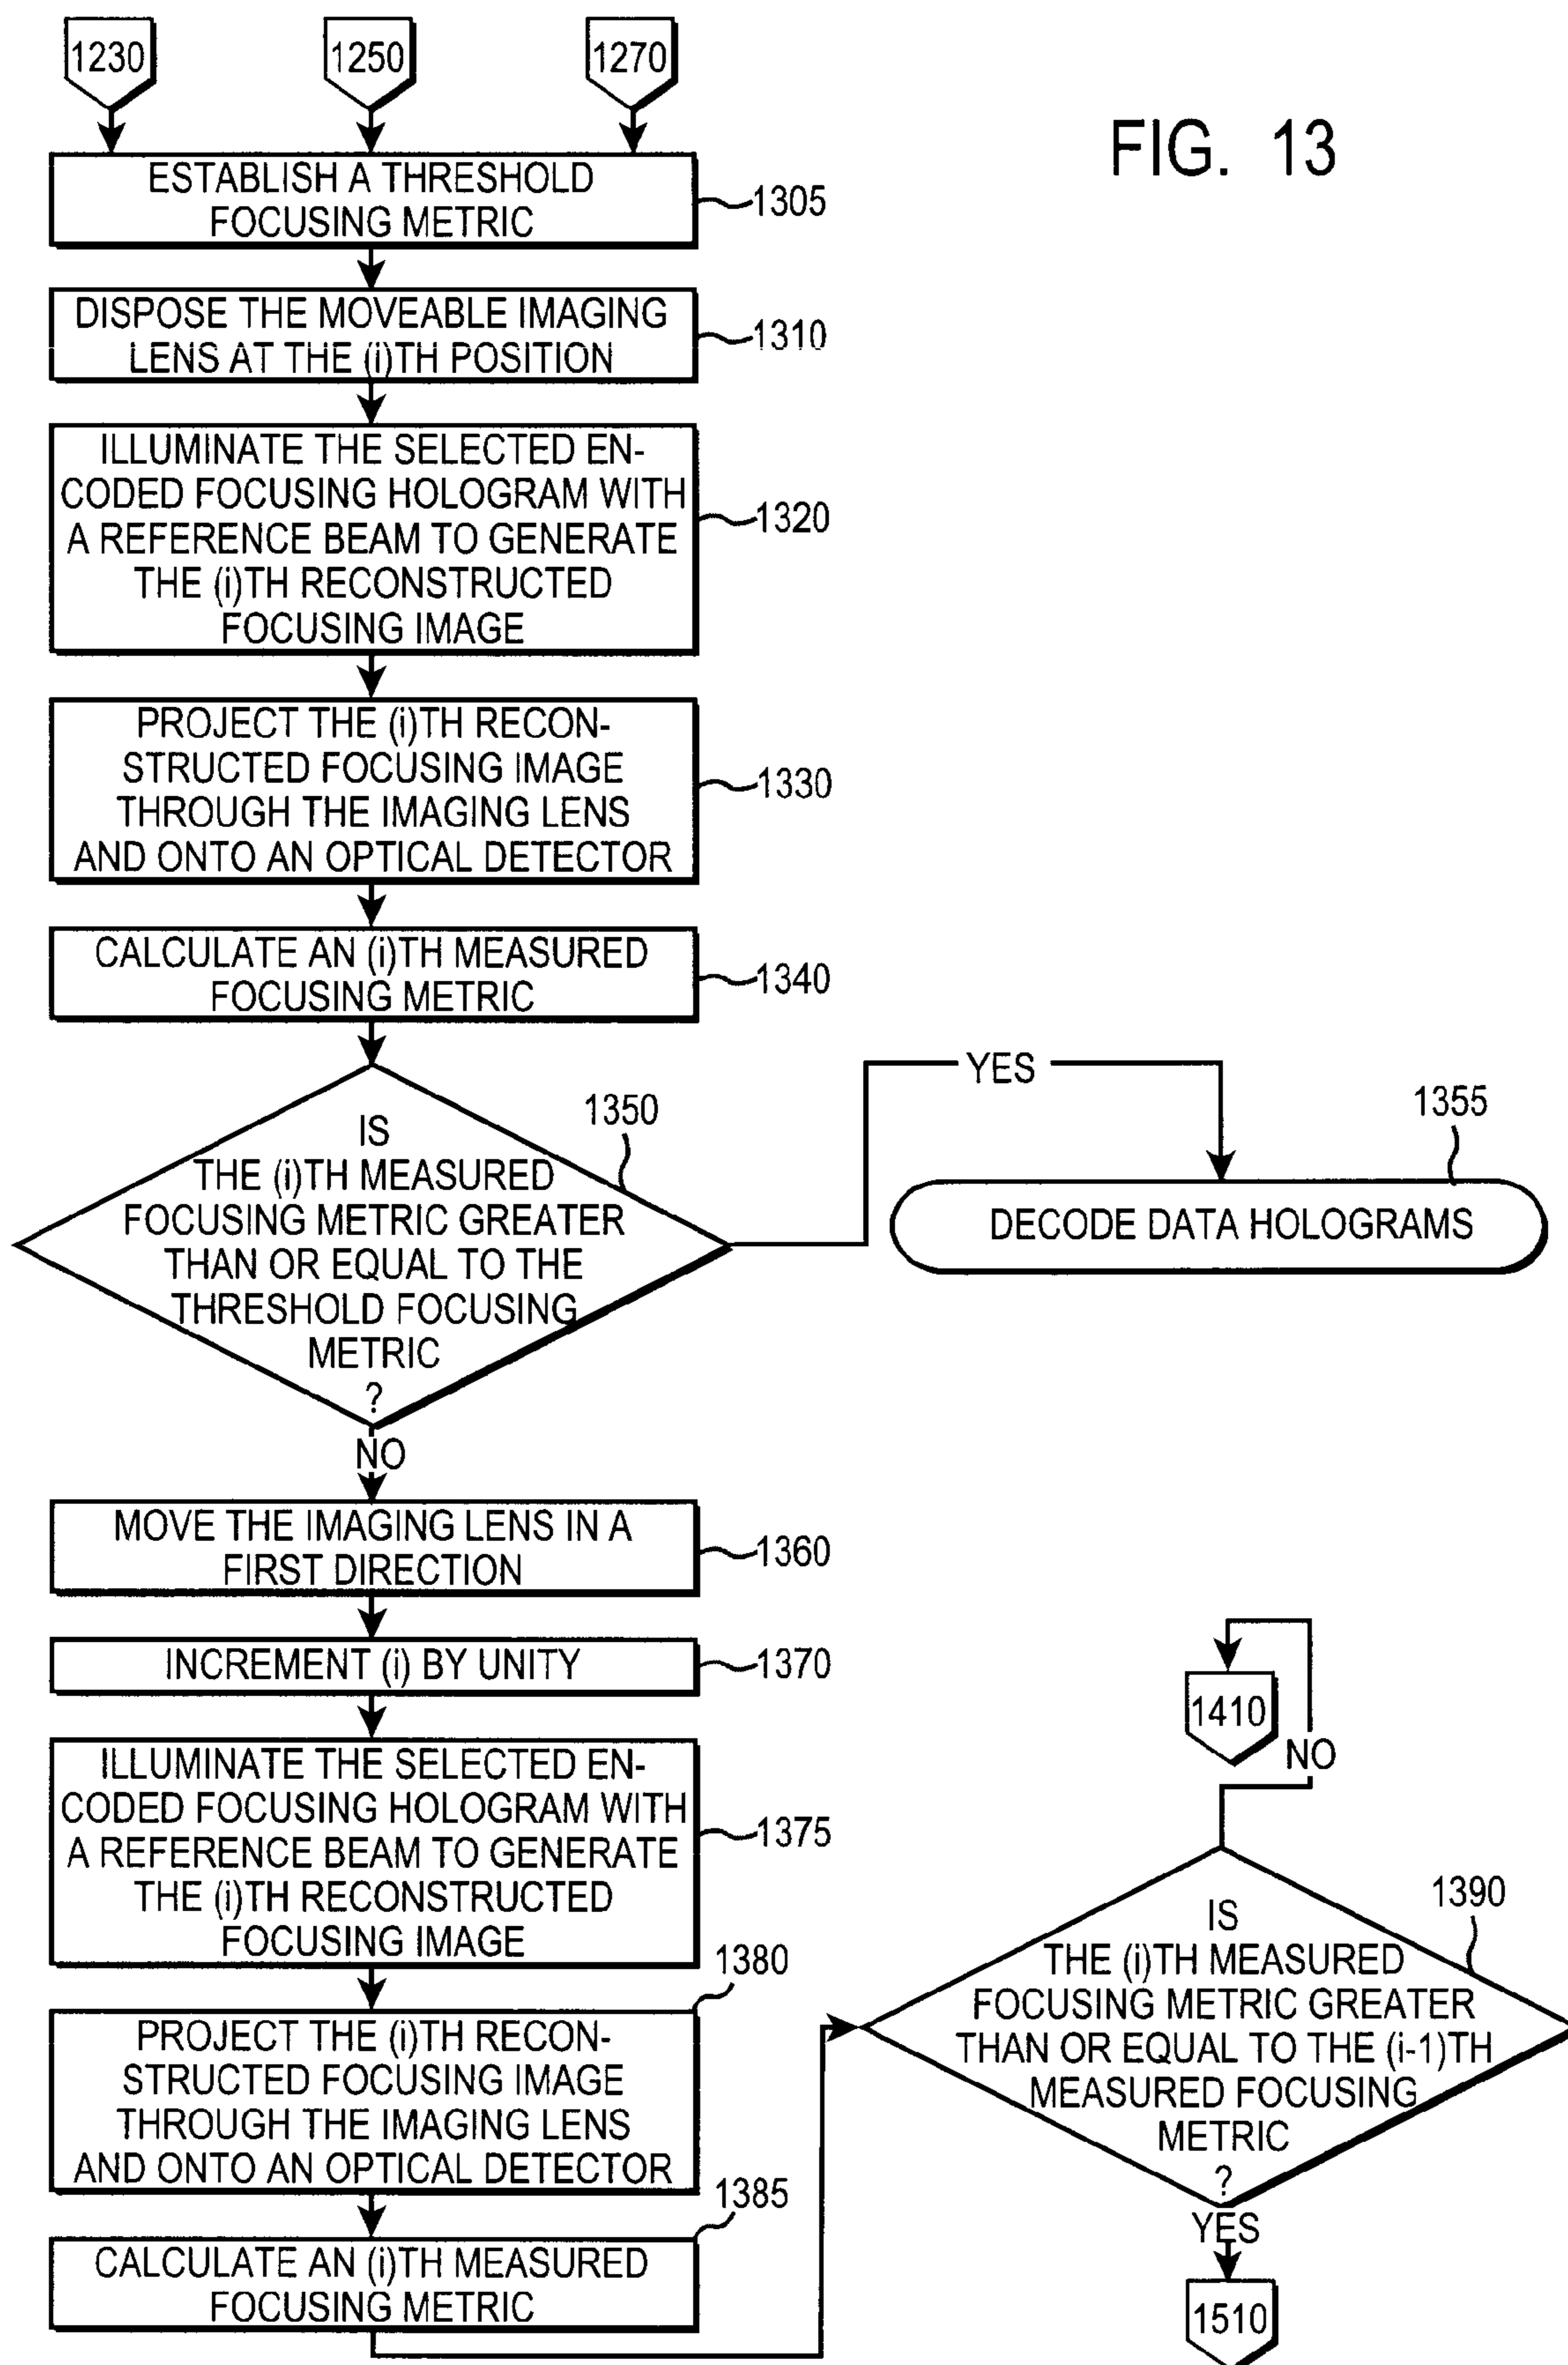 1230
1250
1270
FIG. 13
ESTABLISH A THRESHOLD
FOCUSING METRIC
1305
DISPOSE THE MOVEABLE IMAGING
LENS AT THE (i)TH POSITION
1310
ILLUMINATE THE SELECTED EN-
CODED FOCUSING HOLOGRAM WITH
A REFERENCE BEAM TO GENERATE
THE (i)TH RECONSTRUCTED
FOCUSING IMAGE
1320
PROJECT THE (i)TH RECON-
STRUCTED FOCUSING IMAGE
THROUGH THE IMAGING LENS
AND ONTO AN OPTICAL DETECTOR
1330
CALCULATE AN (i)TH MEASURED
FOCUSING METRIC
1340
IS
THE (i)TH MEASURED
FOCUSING METRIC GREATER
THAN OR EQUAL TO THE
THRESHOLD FOCUSING
METRIC
?
1350
YES
1355
DECODE DATA HOLOGRAMS
NO
MOVE THE IMAGING LENS IN A
FIRST DIRECTION
1360
INCREMENT (i) BY UNITY
1370
ILLUMINATE THE SELECTED EN-
CODED FOCUSING HOLOGRAM WITH
A REFERENCE BEAM TO GENERATE
THE (i)TH RECONSTRUCTED
FOCUSING IMAGE
1375
PROJECT THE (i)TH RECON-
STRUCTED FOCUSING IMAGE
THROUGH THE IMAGING LENS
AND ONTO AN OPTICAL DETECTOR
1380
CALCULATE AN (i)TH MEASURED
FOCUSING METRIC
1385
1410
NO
IS
THE (i)TH MEASURED
FOCUSING METRIC GREATER
THAN OR EQUAL TO THE (i-1)TH
MEASURED FOCUSING
METRIC
?
1390
YES
1510